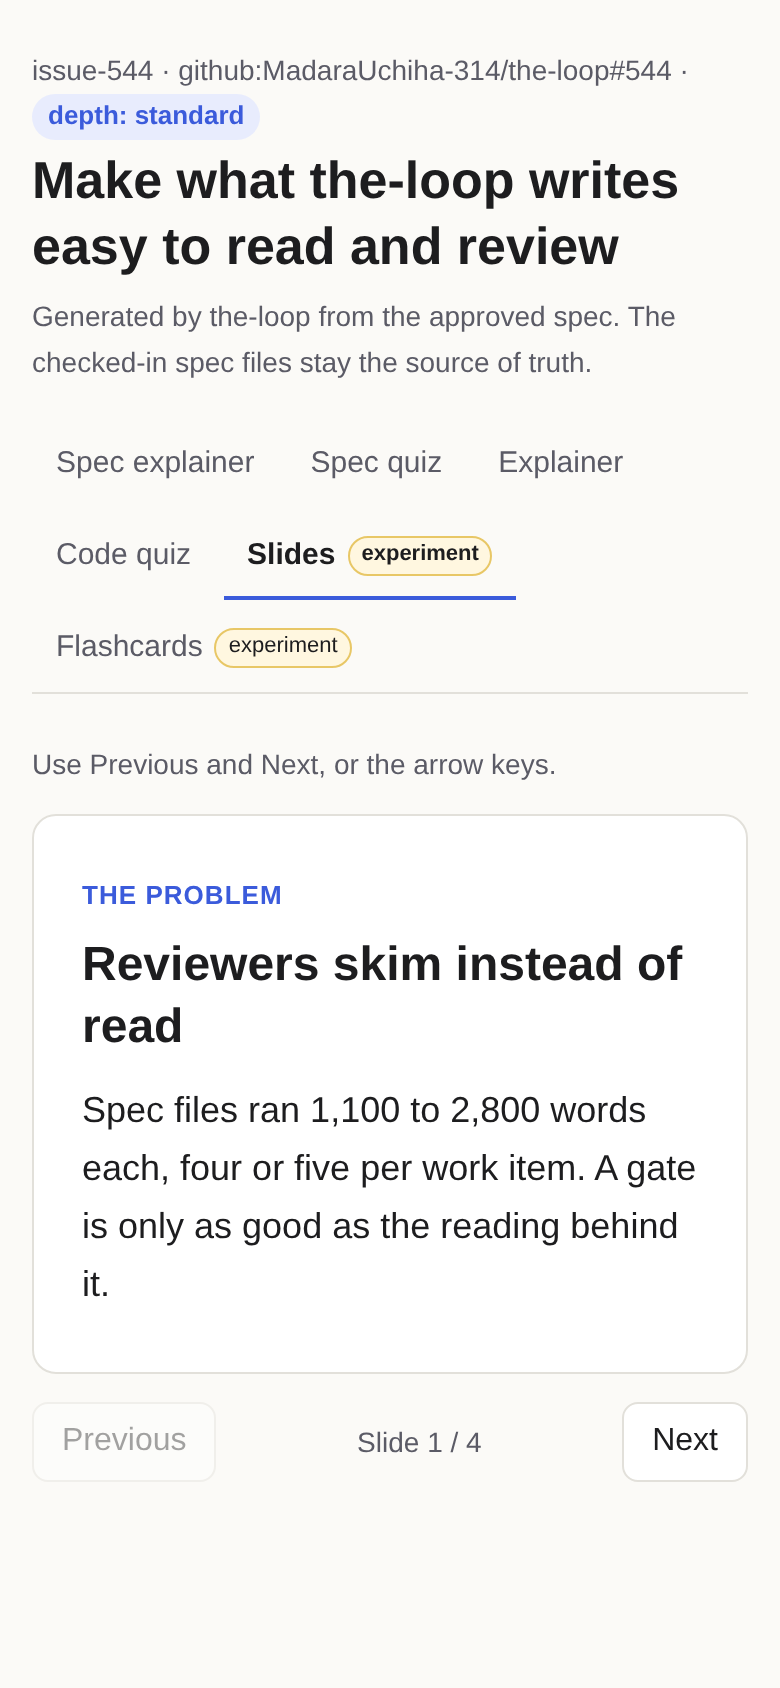 issue-544 · github:MadaraUchiha-314/the-loop#544 ·
depth: standard
Make what the-loop writes
easy to read and review
Generated by the-loop from the approved spec. The
checked-in spec files stay the source of truth.
Spec explainer Spec quiz Explainer
Code quiz Slides experiment
Flashcards experiment
Use Previous and Next, or the arrow keys.
THE PROBLEM
Reviewers skim instead of
read
Spec files ran 1,100 to 2,800 words
each, four or five per work item. A gate
is only as good as the reading behind
it.
Previous Slide 1 / 4 Next